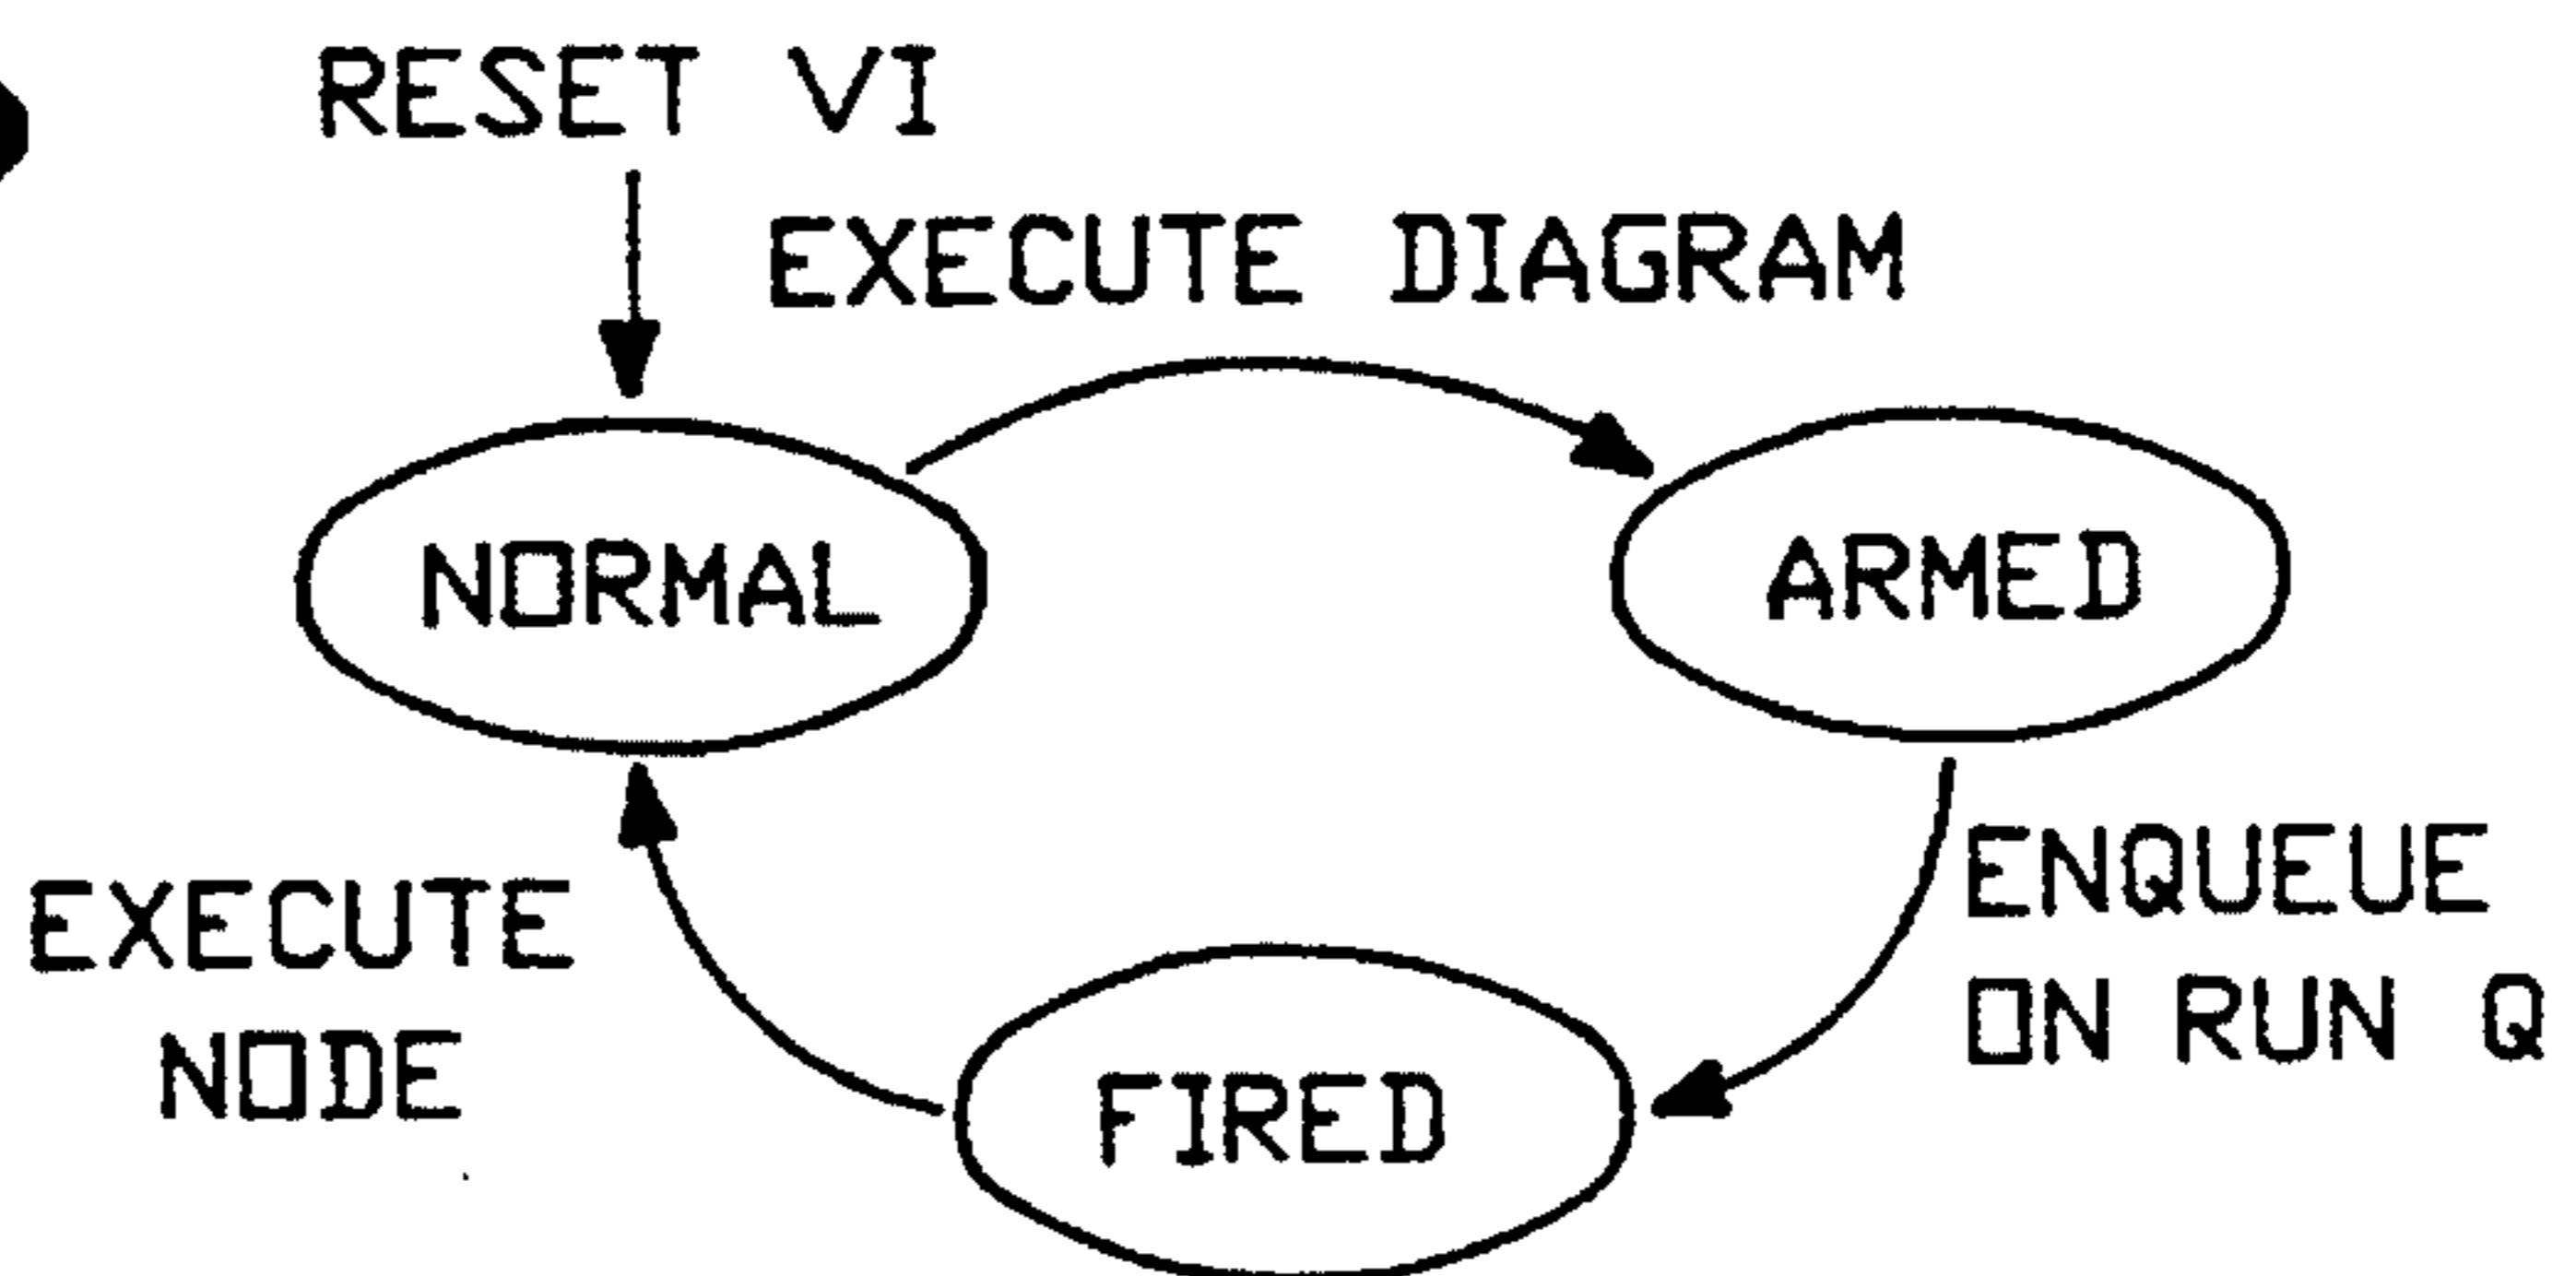 RESET VI
EXECUTE DIAGRAM
NORMAL
ARMED
EXECUTE
NODE
ENQUEUE
ON RUN Q
FIRED